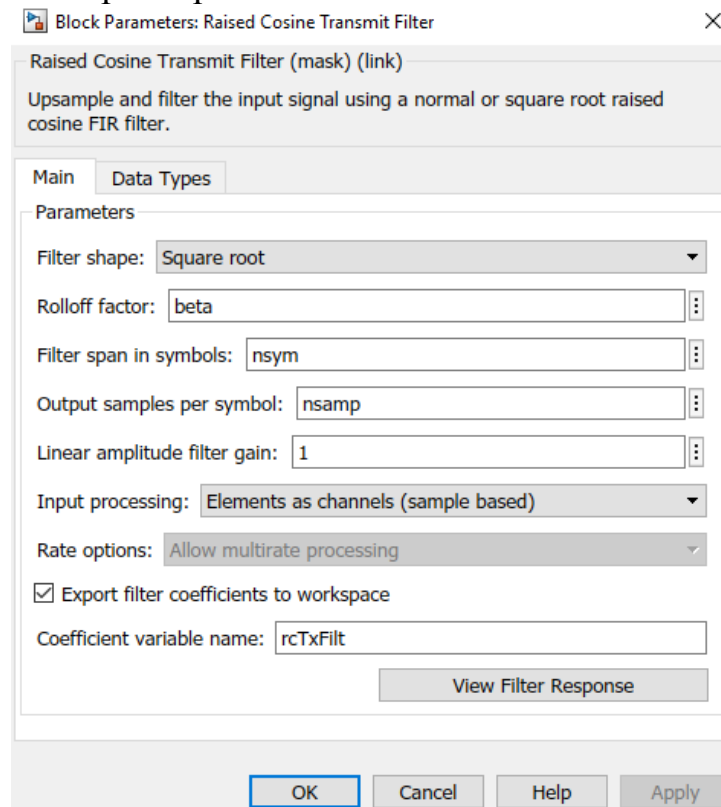 Block Parameters: Raised Cosine Transmit Filter
Raised Cosine Transmit Filter (mask) (link)
Upsample and filter the input signal using a normal or square root raised
cosine FIR filter.
Main Data Types
Parameters
Filter shape: Square root
Rolloff factor: beta
Filter span in symbols: nsym
Output samples per symbol: nsamp
Linear amplitude filter gain: 1
Input processing: Elements as channels (sample based)
Rate options: Allow multirate processing
Export filter coefficients to workspace
Coefficient variable name: rcTxFilt
View Filter Response
OK Cancel Help Apply